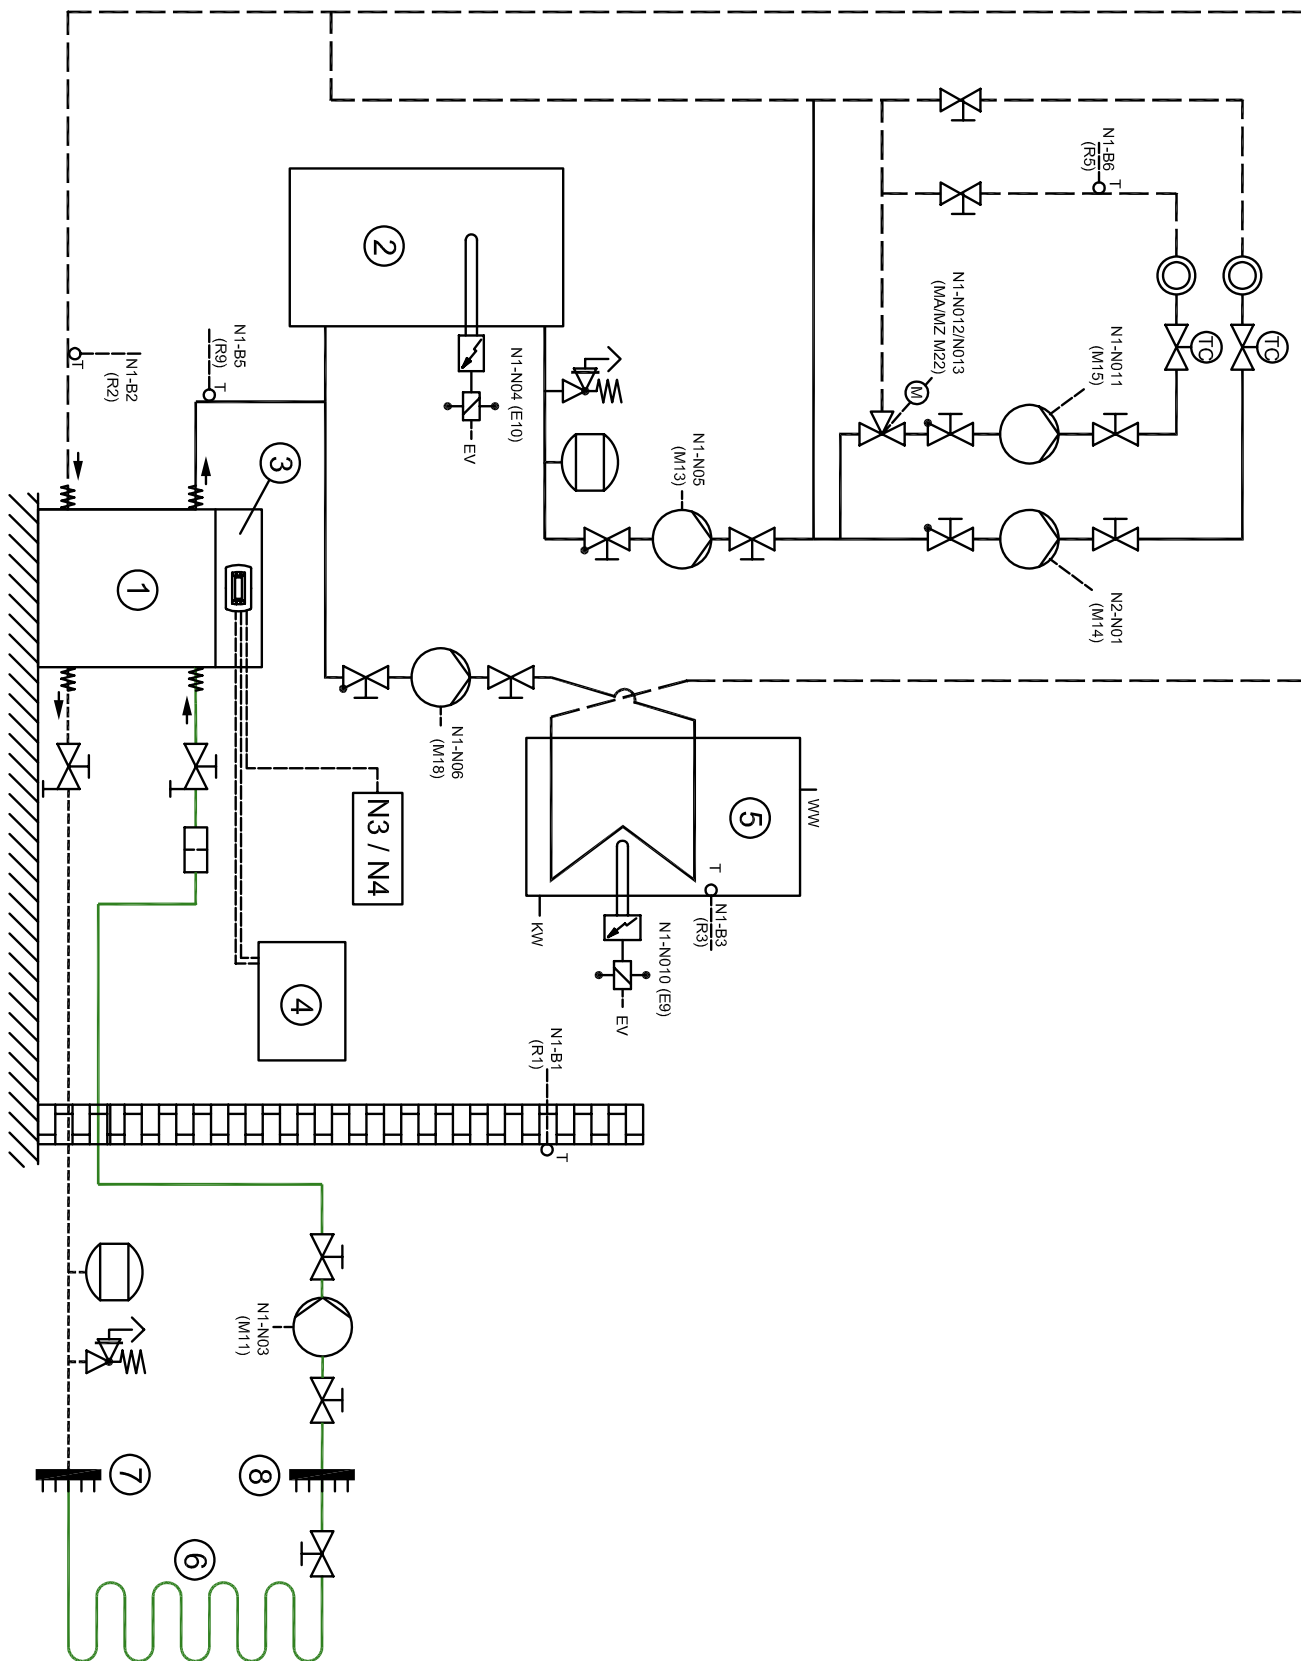 N1-B6
(R5)
T
N1-N012/N013
(MA/MZ M22)
M
N1-N011
(M15)
TC
TC
N2-N01
(M14)
N1-N05
(M13)
N1-N04 (E10)
EV
2
N1-B5
(R9)
T
N1-B2
(R2)
T
3
1
N1-N06
(M18)
N3 / N4
4
5
WW
KW
T
N1-B3
(R3)
N1-N010 (E9)
EV
N1-B1
(R1)
T
N1-N03
(M11)
7
8
6